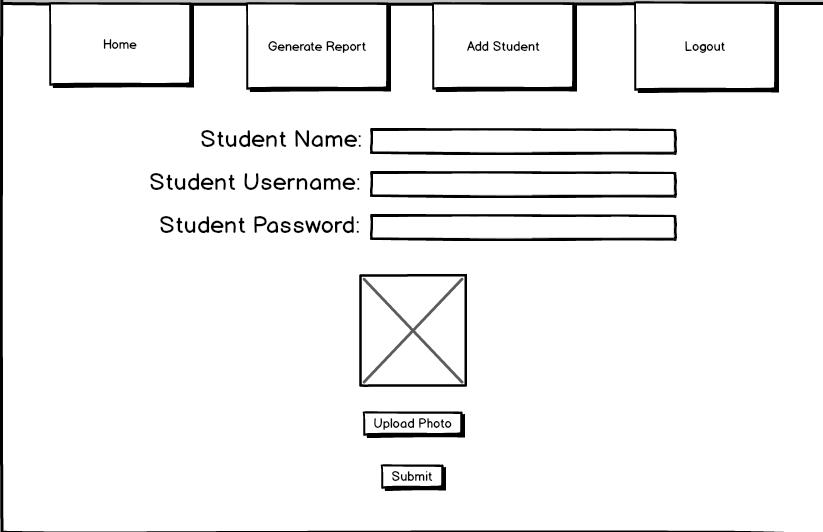 Home
Generate Report
Add Student
Logout
Student Name:
Student Username:
Student Password:
Upload Photo
Submit